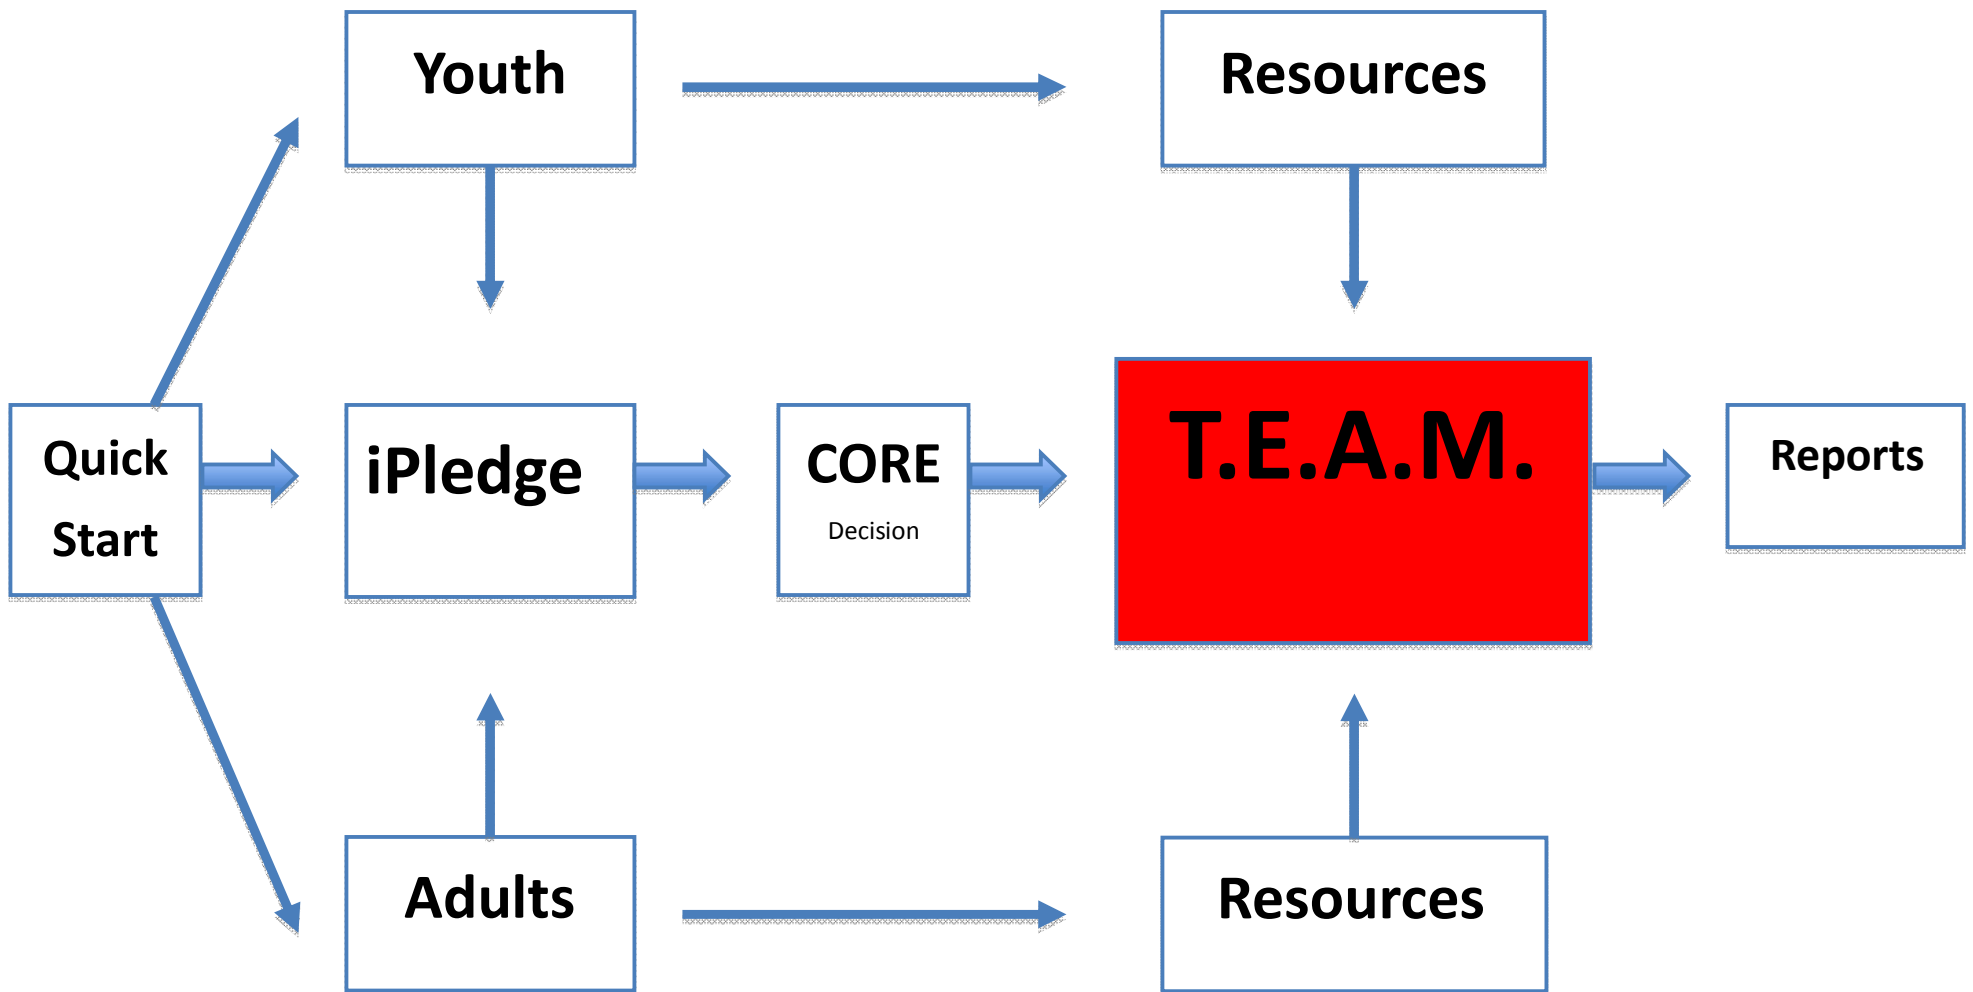 Youth
Resources
Quick
Start
iPledge
CORE
Decision
T.E.A.M.
Reports
Adults
Resources